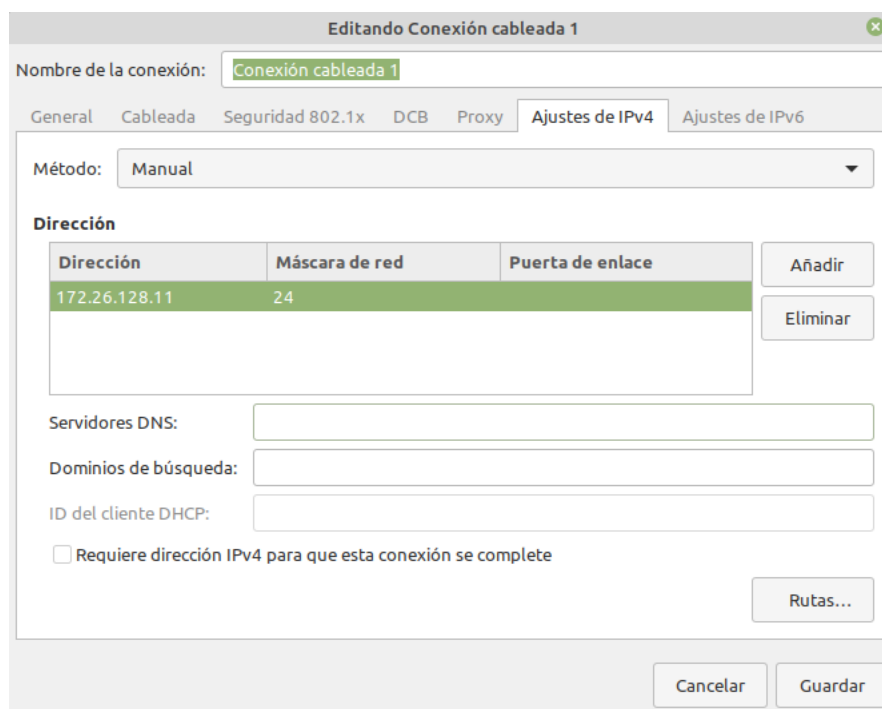 Editando Conexión cableada 1
Nombre de la conexión: Conexión cableada 1
General Cableada Seguridad 802.1x DCB Proxy Ajustes de IPv4 Ajustes de IPv6
Método: Manual
Dirección
Dirección Máscara de red Puerta de enlace Añadir
172.26.128.11 24
Eliminar
Servidores DNS:
Dominios de búsqueda:
ID del cliente DHCP:
Requiere dirección IPv4 para que esta conexión se complete
Rutas...
Cancelar Guardar